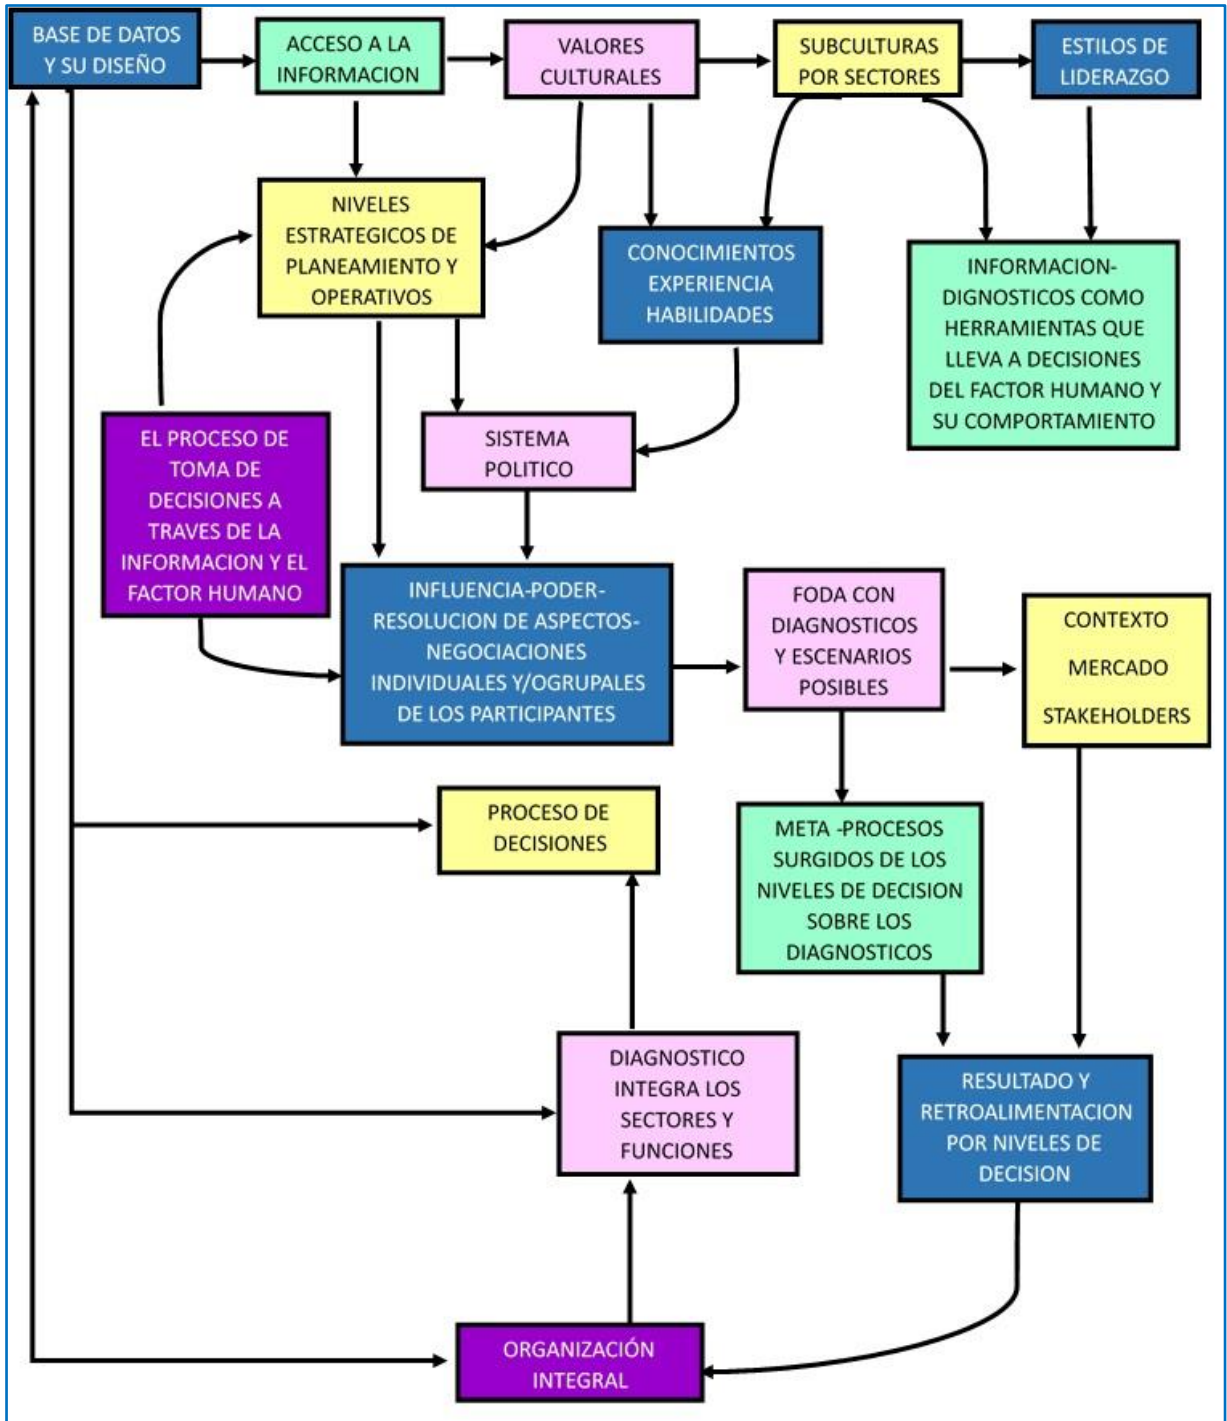 BASE DE DATOS
Y SU DISEÑO
ACCESO A LA
INFORMACION
VALORES
CULTURALES
SUBCULTURAS
POR SECTORES
ESTILOS DE
LIDERAZGO
NIVELES
ESTRATEGICOS DE
PLANEAMIENTO Y
OPERATIVOS
CONOCIMIENTOS
EXPERIENCIA
HABILIDADES
INFORMACION-
DIGNOSTICOS COMO
HERRAMIENTAS QUE
LLEVA A DECISIONES
DEL FACTOR HUMANO Y
SU COMPORTAMIENTO
EL PROCESO DE
TOMA DE
DECISIONES A
TRAVES DE LA
INFORMACION Y EL
FACTOR HUMANO
SISTEMA
POLITICO
INFLUENCIA-PODER-
RESOLUCION DE ASPECTOS-
NEGOCIACIONES
INDIVIDUALES Y/OGRUPALES
DE LOS PARTICIPANTES
FODA CON
DIAGNOSTICOS
Y ESCENARIOS
POSIBLES
CONTEXTO
MERCADO
STAKEHOLDERS
PROCESO DE
DECISIONES
META -PROCESOS
SURGIDOS DE LOS
NIVELES DE DECISION
SOBRE LOS
DIAGNOSTICOS
DIAGNOSTICO
INTEGRA LOS
SECTORES Y
FUNCIONES
RESULTADO Y
RETROALIMENTACION
POR NIVELES DE
DECISION
ORGANIZACIÓN
INTEGRAL